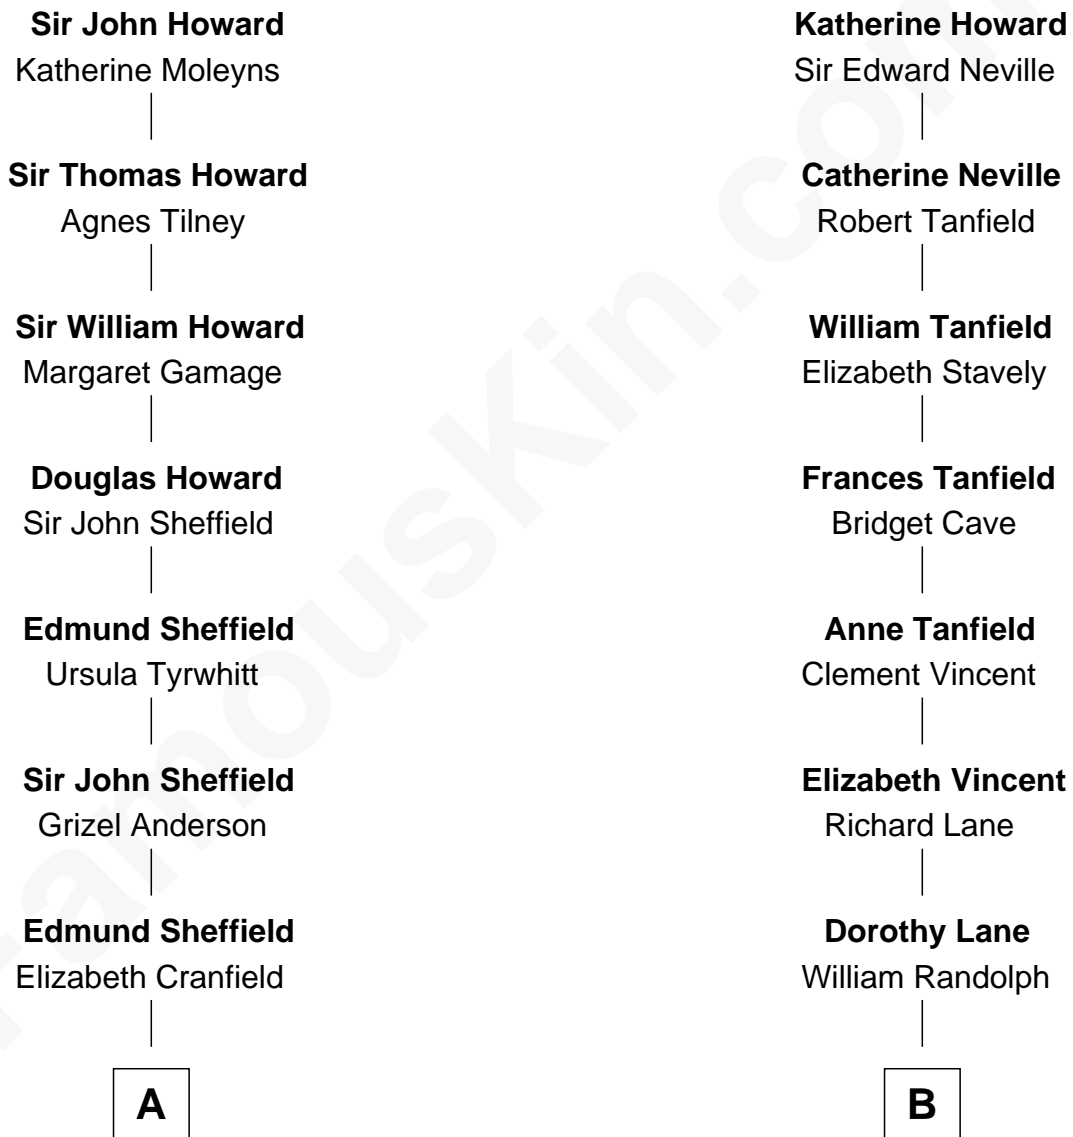 Sir John Howard
Katherine Moleyns
Sir Thomas Howard
Agnes Tilney
Sir William Howard
Margaret Gamage
Douglas Howard
Sir John Sheffield
Edmund Sheffield
Ursula Tyrwhitt
Sir John Sheffield
Grizel Anderson
Edmund Sheffield
Elizabeth Cranfield
A
Katherine Howard
Sir Edward Neville
Catherine Neville
Robert Tanfield
William Tanfield
Elizabeth Stavely
Frances Tanfield
Bridget Cave
Anne Tanfield
Clement Vincent
Elizabeth Vincent
Richard Lane
Dorothy Lane
William Randolph
B
FamousKin.com